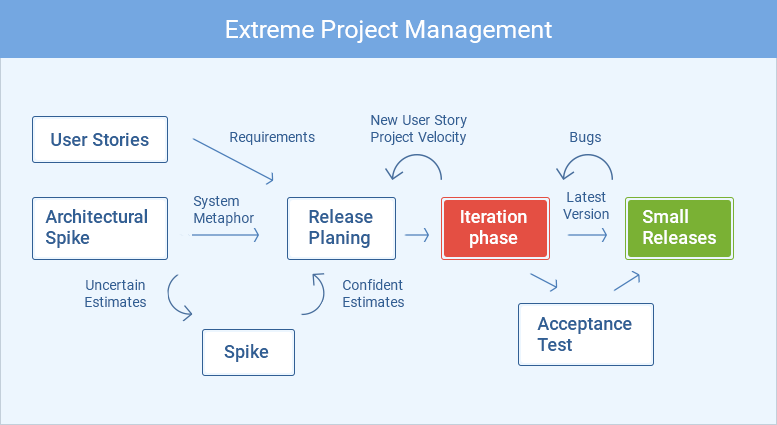 Extreme Project Management
User Stories
Requirements
New User Story
Project Velocity
Bugs
Architectural
Spike
System
Metaphor
Release
Planing
Iteration
phase
Latest
Version
Small
Releases
Uncertain
Estimates
Confident
Estimates
Spike
Acceptance
Test